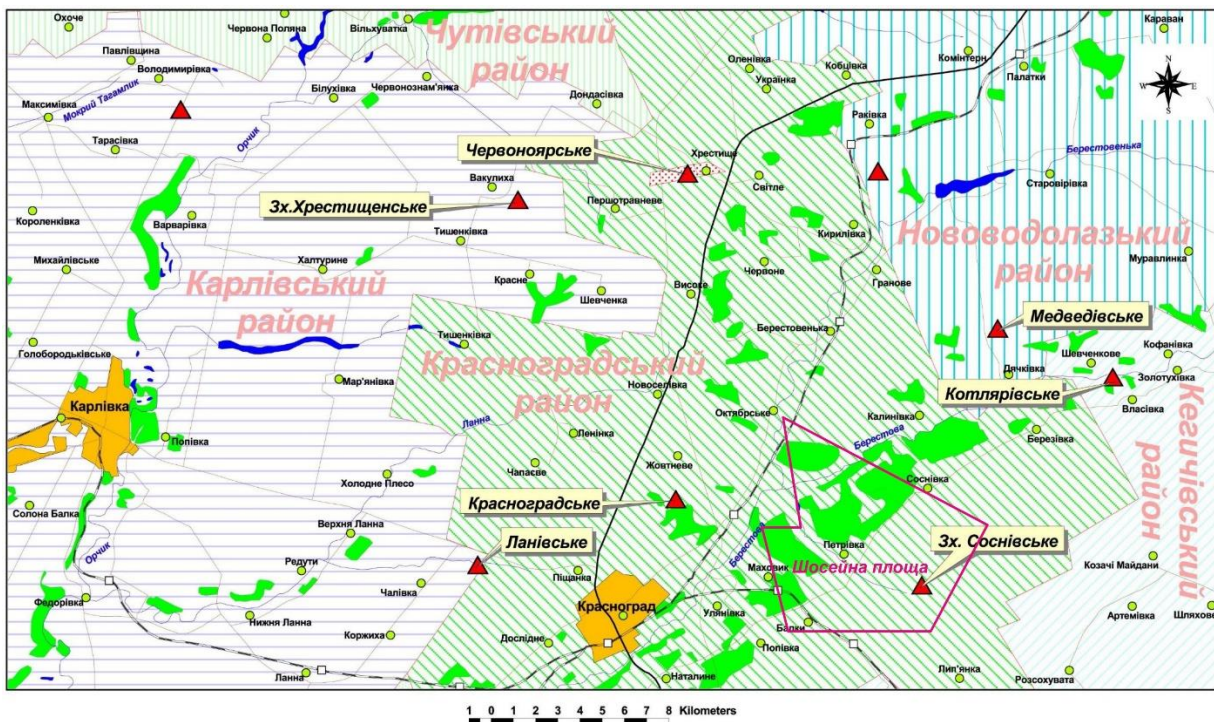 Охоче
Червона Поляна
Вільхуватка
Чутівський
район
Караван
Павлівщина
Володимирівка
Оленівка
Українка
Кобцівка
Комінтерн
Палатки
N
W
E
S
Максимівка
Мокрий Тагамлик
Білухівка
Червонознам'янка
Дондасівка
Тарасівка
Орчик
Раківка
Червоноярське
Хрестище
Берестовенька
Вакулиха
Світле
Старовірівка
Зх.Хрестищенське
Першотравневе
Короленківка
Варварівка
Тишенківка
Кирилівка
Нововодолазький
район
Муравлинка
Михайлівське
Халтурине
Красне
Червоне
Гранове
Карлівський
район
Шевченка
Високе
Берестовенька
Медведівське
Голобородьківське
Тишенківка
Красноградський
район
Шевченкове
Кофанівка
Дячківка
Золотухівка
Мар'янівка
Новоселівка
Котлярівське
Власівка
Карлівка
Октябрське
Калинівка
Ланна
Ленінка
Берестова
Березівка
Кегичівський
район
Попівка
Чапаєве
Жовтневе
Холодне Плесо
Соснівка
Солона Балка
Красноградське
Верхня Ланна
Ланівське
Зх. Соснівське
Орчик
Редути
Берестова
Петрівка
Козачі Майдани
Піщанка
Маховик
Шосейна площа
Федорівка
Чалівка
Красноград
Улянівка
Артемівка
Шляхове
Нижня Ланна
Балки
Коржиха
Дослідне
Попівка
Ланна
Наталине
Лип'янка
Розсохувата
1 0 1 2 3 4 5 6 7 8 Kilometers